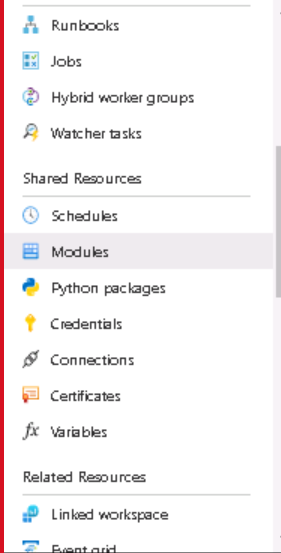 Runbooks
Jobs
Hybrid worker groups
Watcher tasks
Shared Resources
Schedules
Modules
Python packages
Credentials
Connections
Certificates
fx Variables
Related Resources
Linked workspace
Event grid